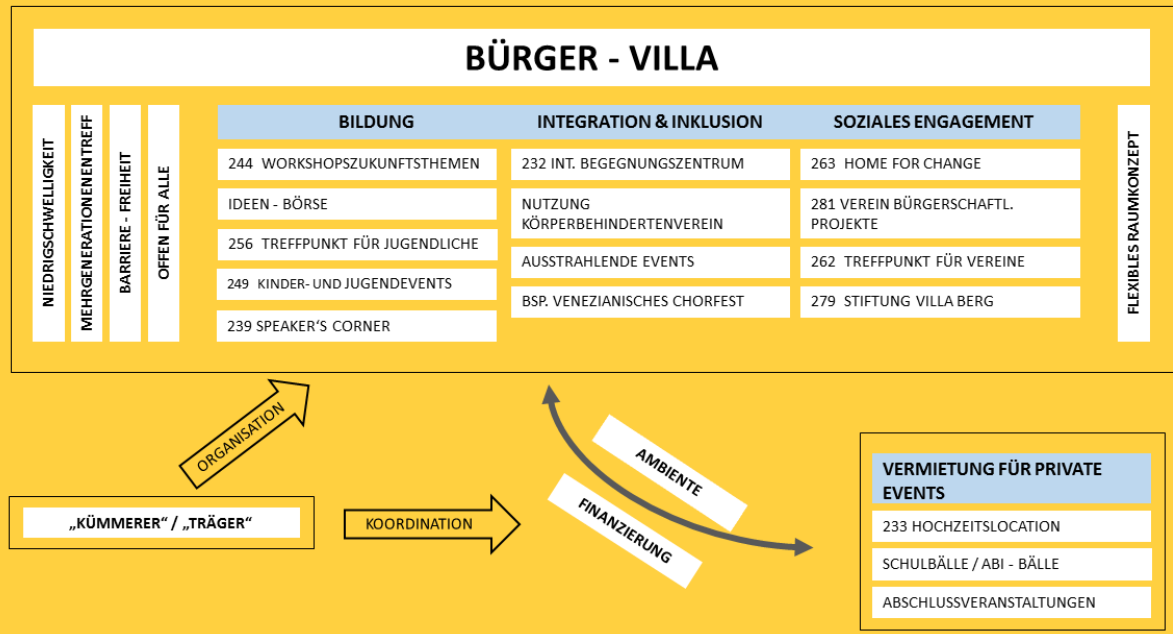 BÜRGER - VILLA
NIEDRIGSCHWELLIGKEIT
MEHRGENERATIONENENTREFF
BARRIERE - FREIHEIT
OFFEN FÜR ALLE
BILDUNG
244 WORKSHOPSZUKUNFTSTHEMEN
IDEEN - BÖRSE
256 TREFFPUNKT FÜR JUGENDLICHE
249 KINDER- UND JUGENDEVENTS
239 SPEAKER‘S CORNER
INTEGRATION & INKLUSION
232 INT. BEGEGNUNGSZENTRUM
NUTZUNG
KÖRPERBEHINDERTENVEREIN
AUSSTRAHLENDE EVENTS
BSP. VENEZIANISCHES CHORFEST
SOZIALES ENGAGEMENT
263 HOME FOR CHANGE
281 VEREIN BÜRGERSCHAFTL.
PROJEKTE
262 TREFFPUNKT FÜR VEREINE
279 STIFTUNG VILLA BERG
FLEXIBLES RAUMKONZEPT
ORGANISATION
„KÜMMERER“ / „TRÄGER“
KOORDINATION
AMBIENTE
FINANZIERUNG
VERMIETUNG FÜR PRIVATE
EVENTS
233 HOCHZEITSLOCATION
SCHULBÄLLE / ABI - BÄLLE
ABSCHLUSSVERANSTALTUNGEN